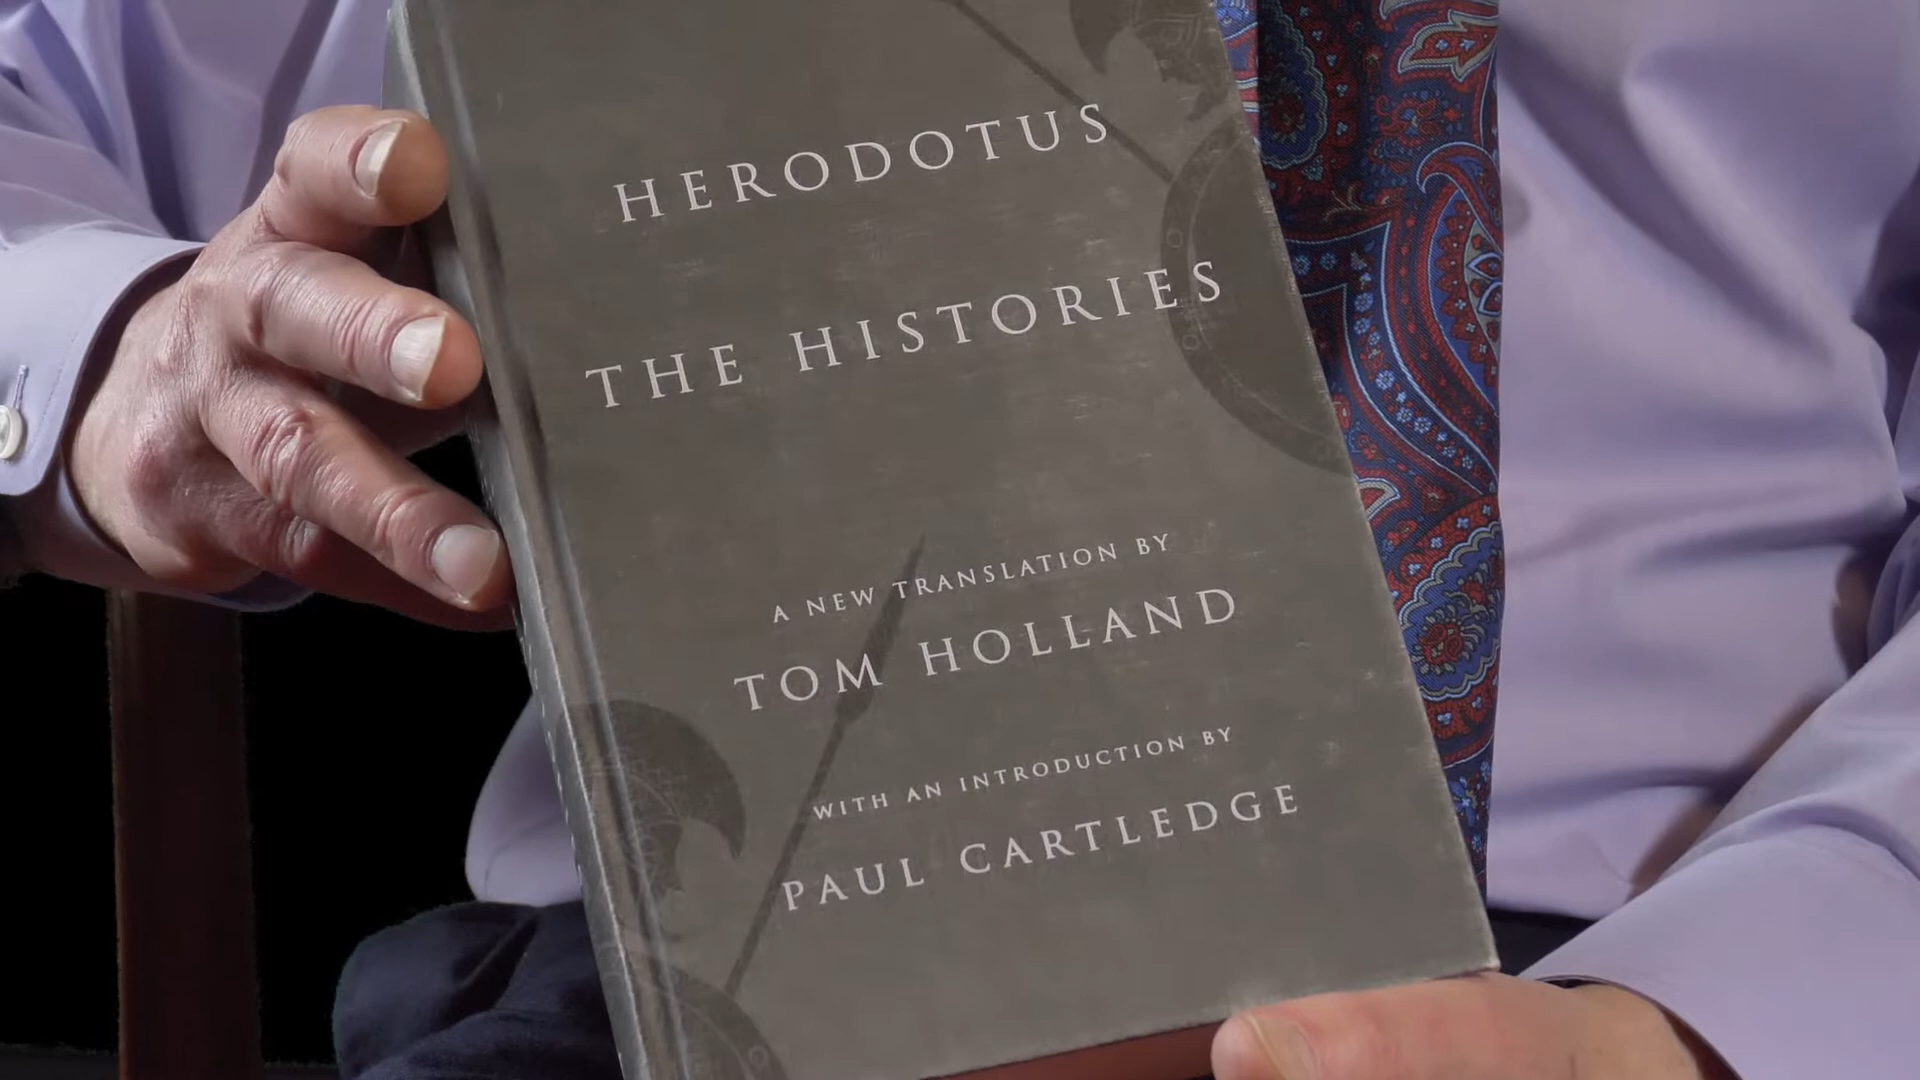 HERODOTUS
THE HISTORIES
A NEW TRANSLATION BY
TOM HOLLAND
WITH AN INTRODUCTION BY
PAUL CARTLEDGE